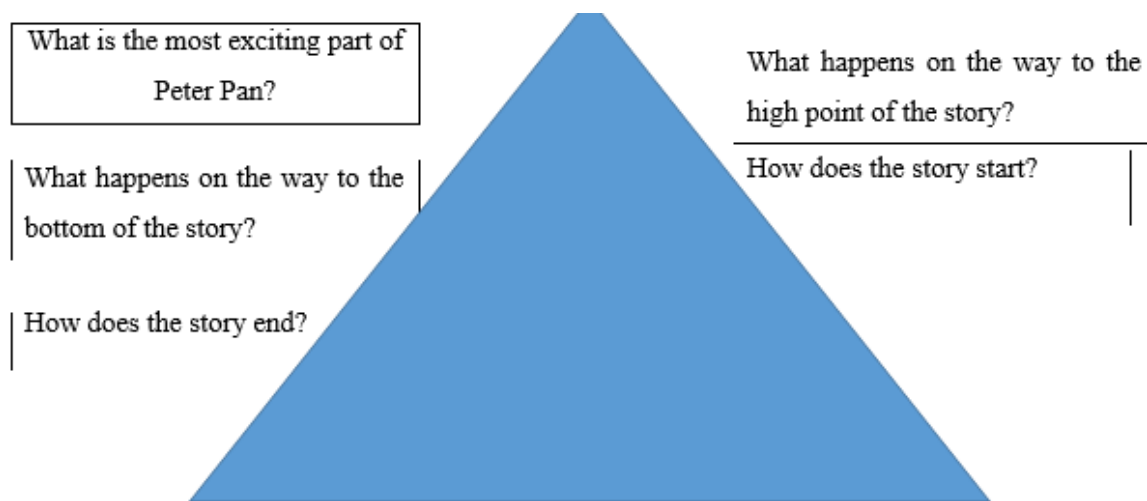 What is the most exciting part of
Peter Pan?
What happens on the way to the
bottom of the story?
How does the story end?
What happens on the way to the
high point of the story?
How does the story start?